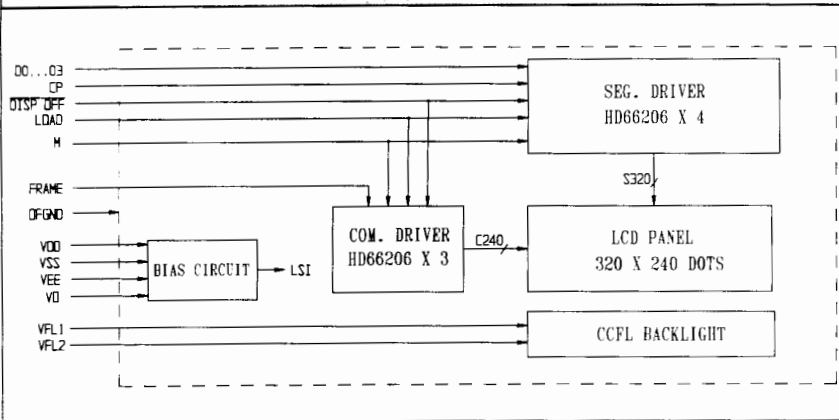 D0...D3
CP
DISP OFF
LOAD
M
FRAME
DFGND
VDD
VSS
VEE
VO
VFL1
VFL2
SEG. DRIVER
HD66206 X 4
S320
COM. DRIVER
HD66206 X 3
C240
LCD PANEL
320 X 240 DOTS
BIAS CIRCUIT
LSI
CCFL BACKLIGHT